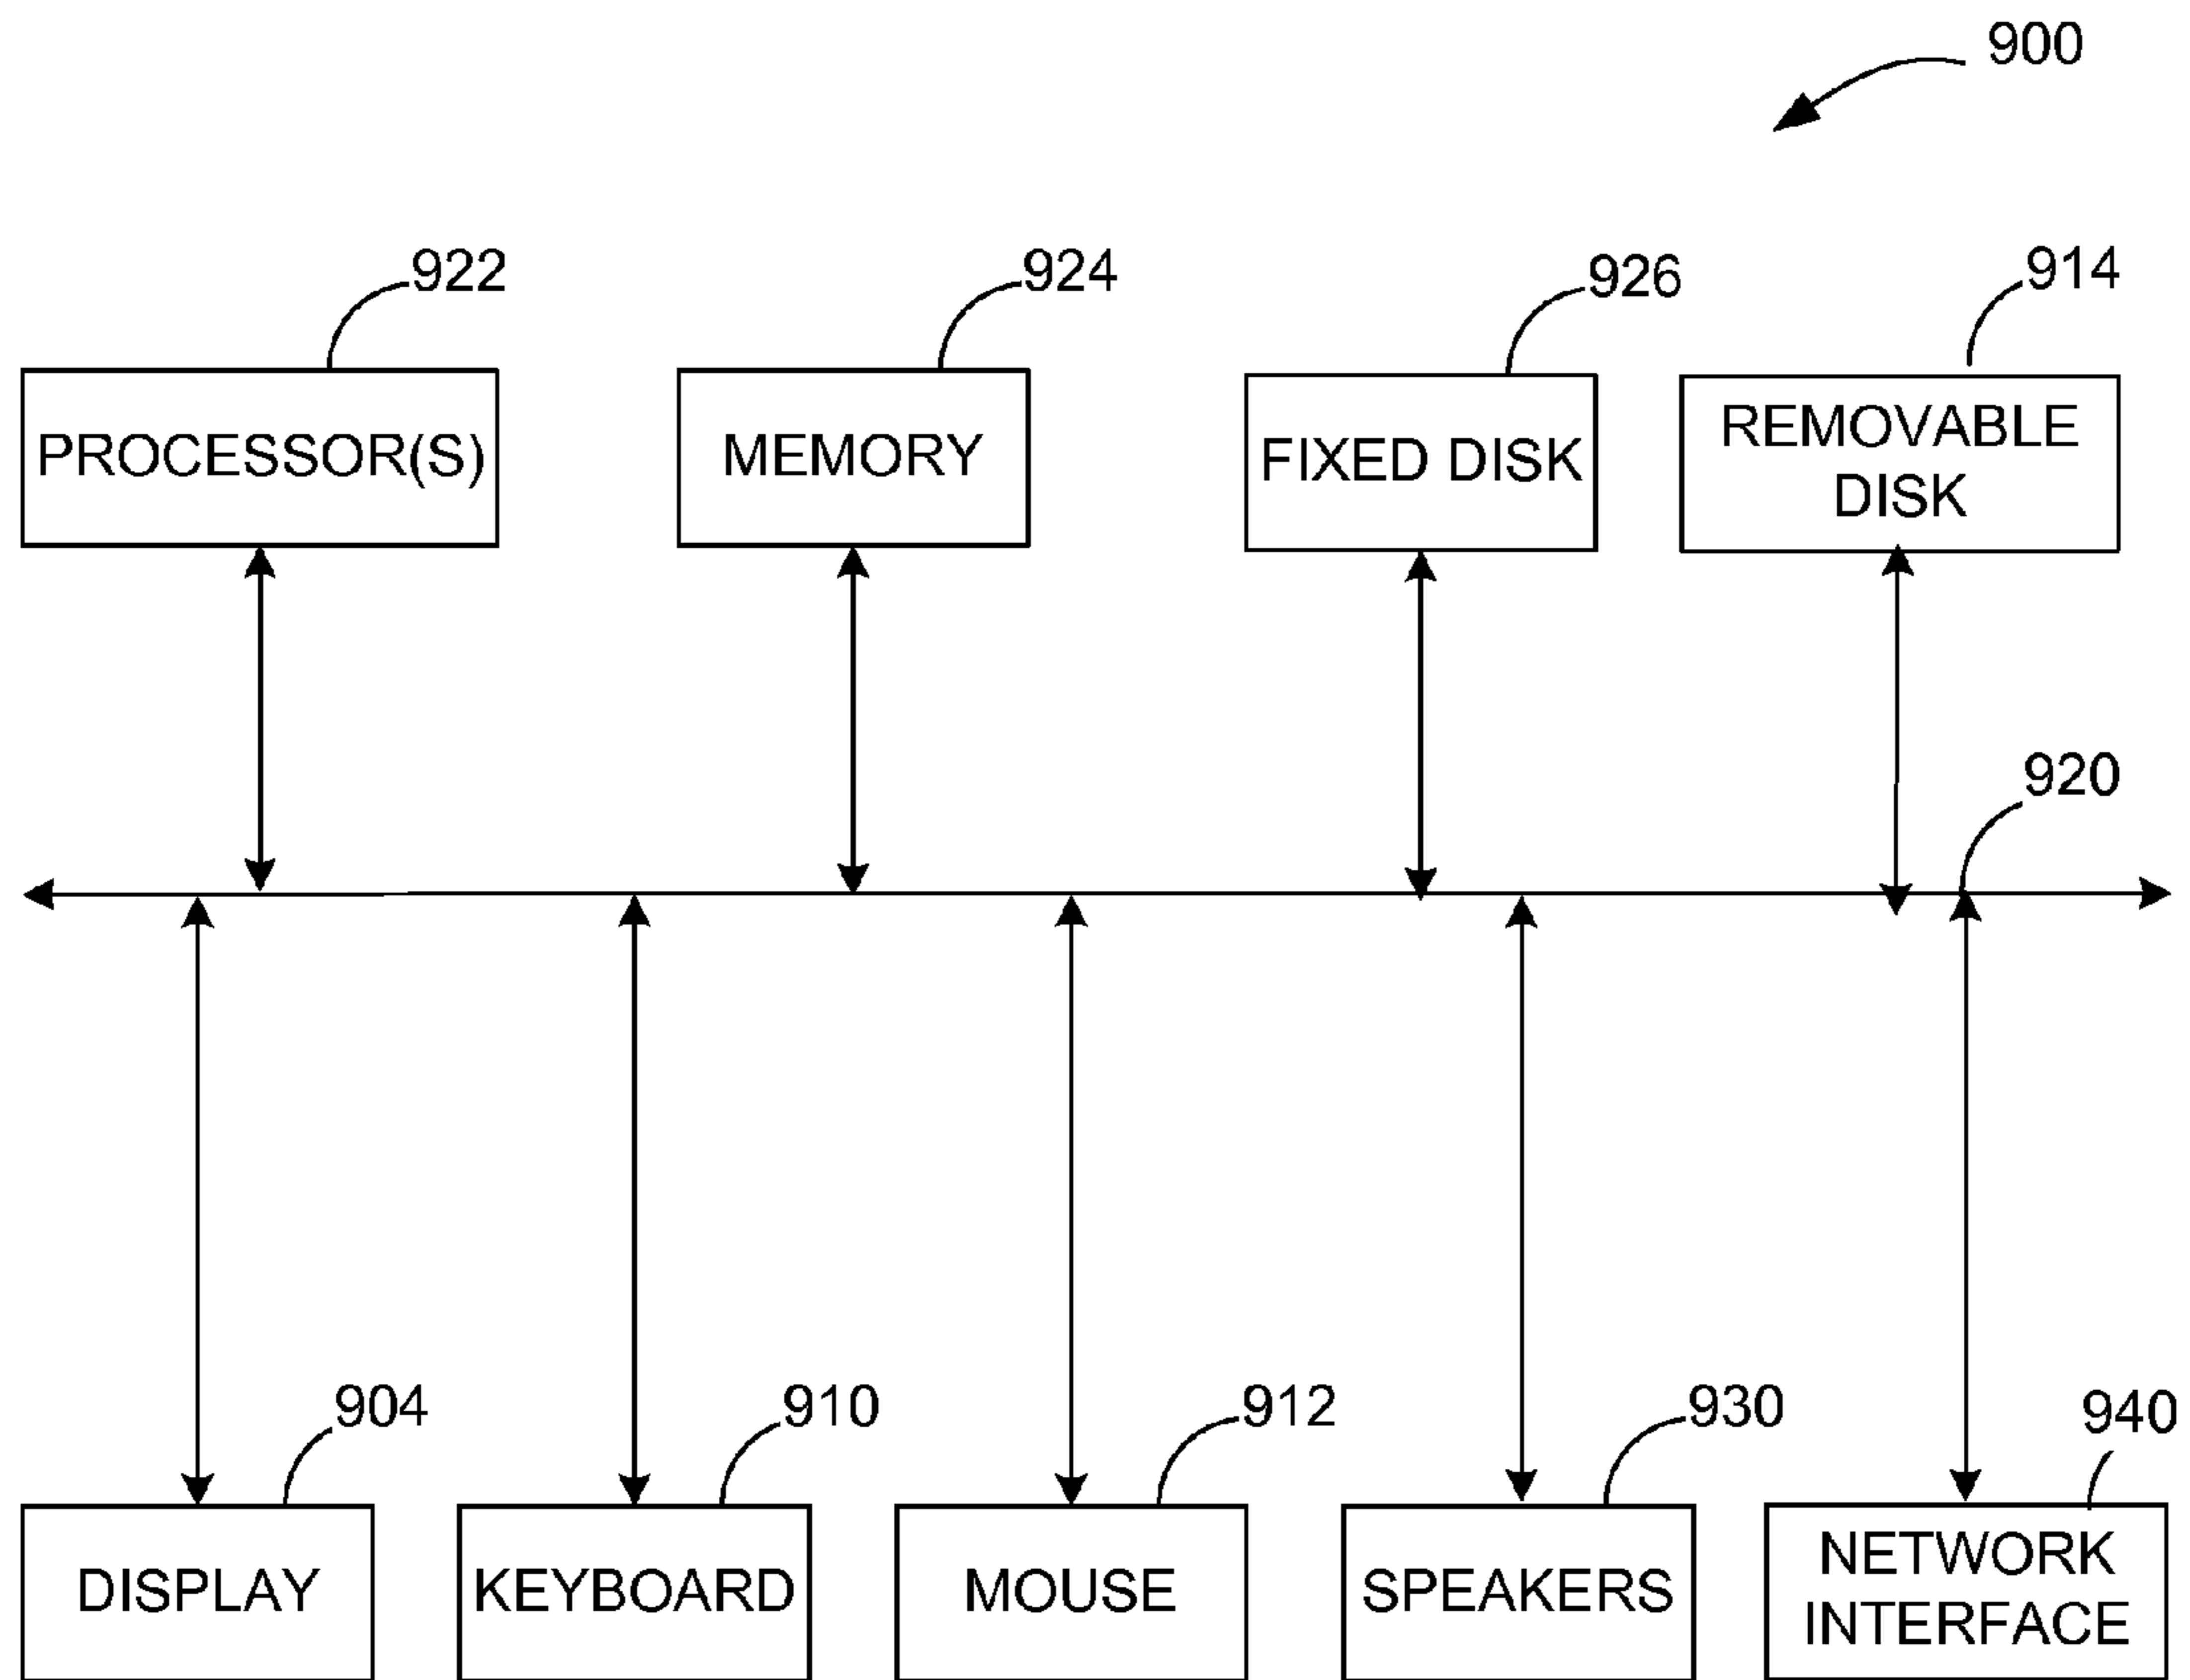 900
922
924
926
914
PROCESSOR(S)
MEMORY
FIXED DISK
REMOVABLE
DISK
920
904
910
912
930
940
DISPLAY
KEYBOARD
MOUSE
SPEAKERS
NETWORK
INTERFACE